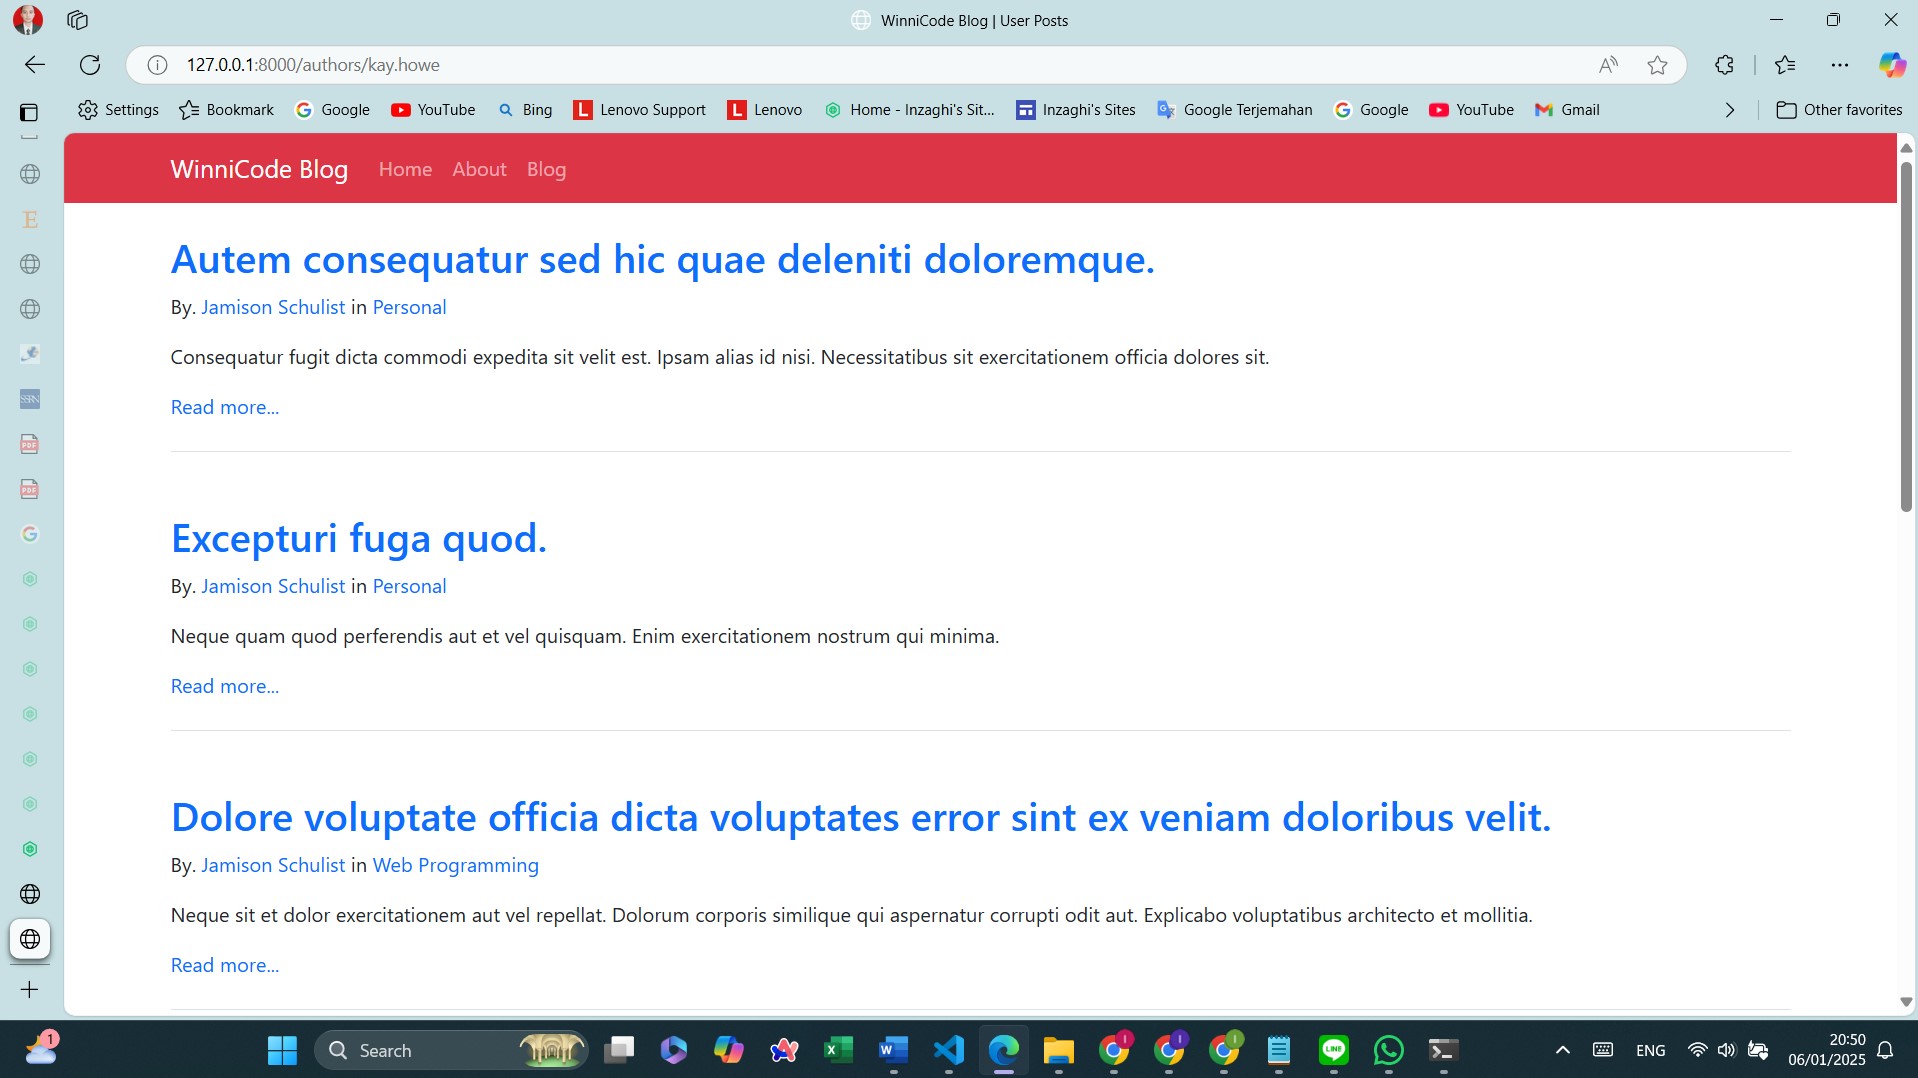 WinniCode Blog | User Posts
127.0.0.1:8000/authors/kay.howe
Settings Bookmark Google YouTube Bing Lenovo Support Lenovo Home - Inzaghi's Sit... Inzaghi's Sites Google Terjemahan Google YouTube Gmail Other favorites
WinniCode Blog Home About Blog
Autem consequatur sed hic quae deleniti doloremque.
By. Jamison Schulist in Personal
Consequatur fugit dicta commodi expedita sit velit est. Ipsam alias id nisi. Necessitatibus sit exercitationem officia dolores sit.
Read more...
Excepturi fuga quod.
By. Jamison Schulist in Personal
Neque quam quod perferendis aut et vel quisquam. Enim exercitationem nostrum qui minima.
Read more...
Dolore voluptate officia dicta voluptates error sint ex veniam doloribus velit.
By. Jamison Schulist in Web Programming
Neque sit et dolor exercitationem aut vel repellat. Dolorum corporis similique qui aspernatur corrupti odit aut. Explicabo voluptatibus architecto et mollitia.
Read more...
E
SSRN
PDF
PDF
1
Search
ENG
20:50
06/01/2025